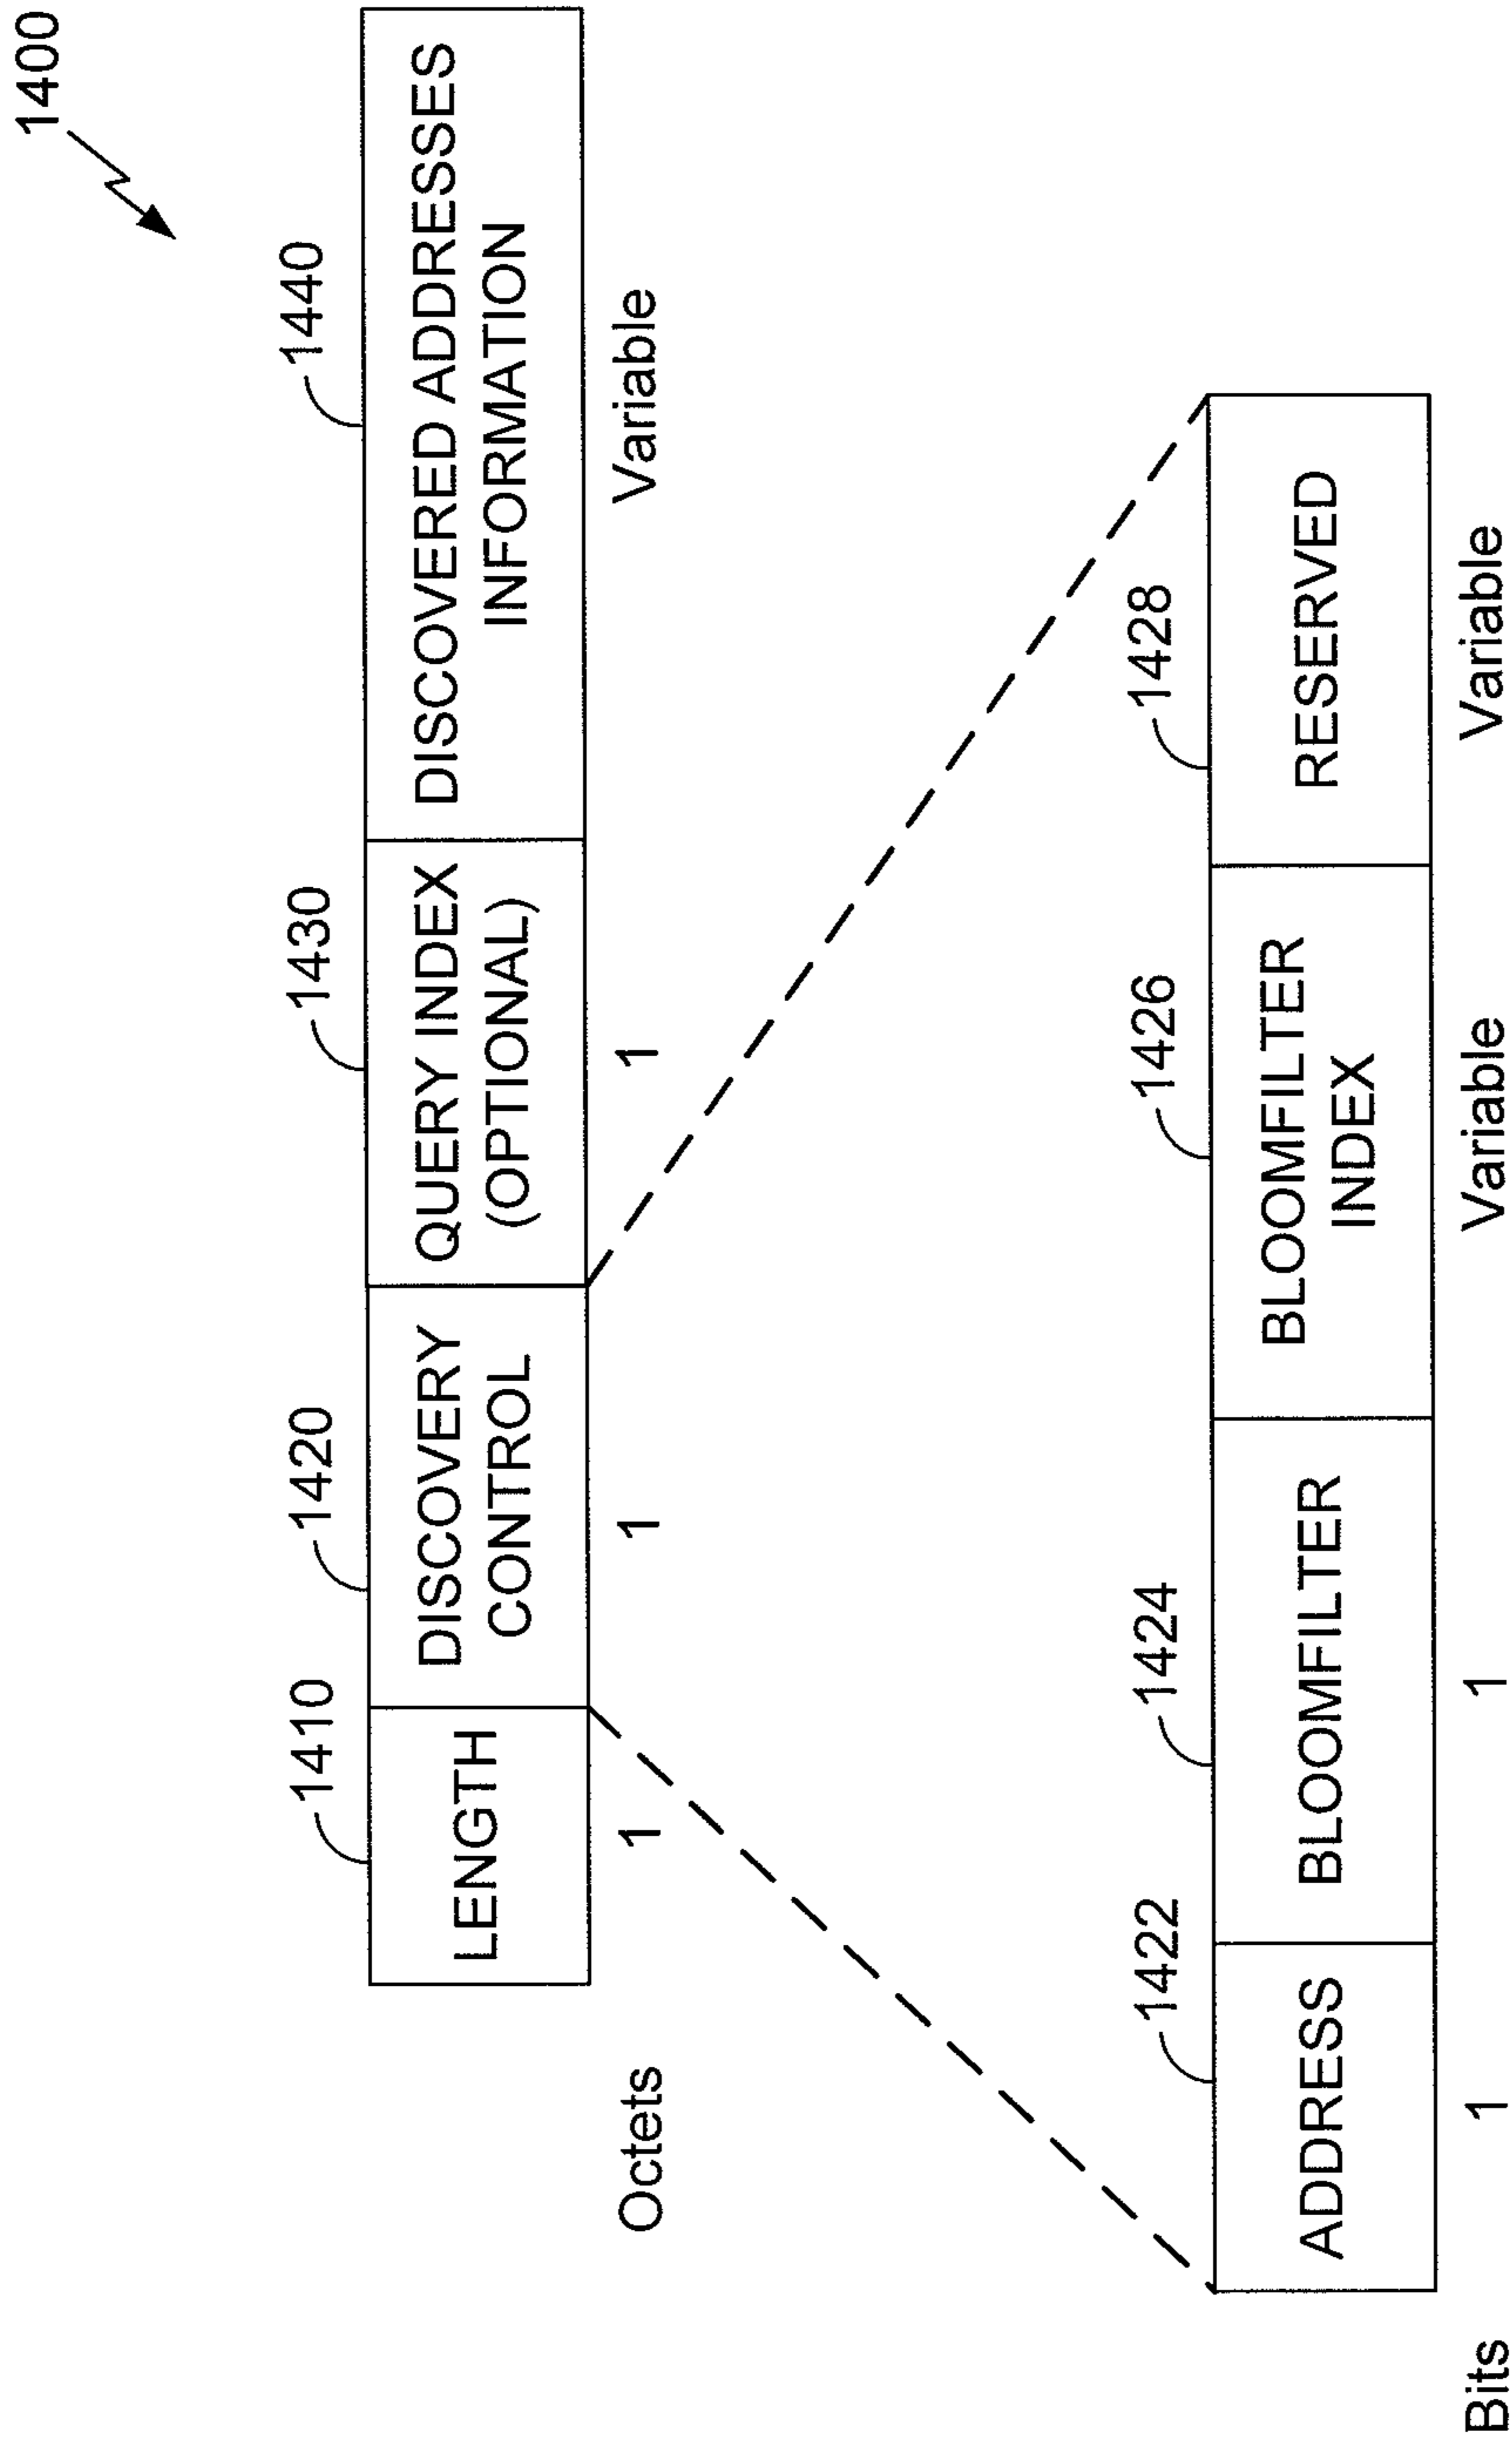 1400
1410
1420
1430
1440
LENGTH
DISCOVERY
CONTROL
QUERY INDEX
(OPTIONAL)
DISCOVERED ADDRESSES
INFORMATION
Octets
1
1
1
Variable
1422
1424
1426
1428
ADDRESS
BLOOMFILTER
BLOOMFILTER
INDEX
RESERVED
Bits
1
1
Variable
Variable